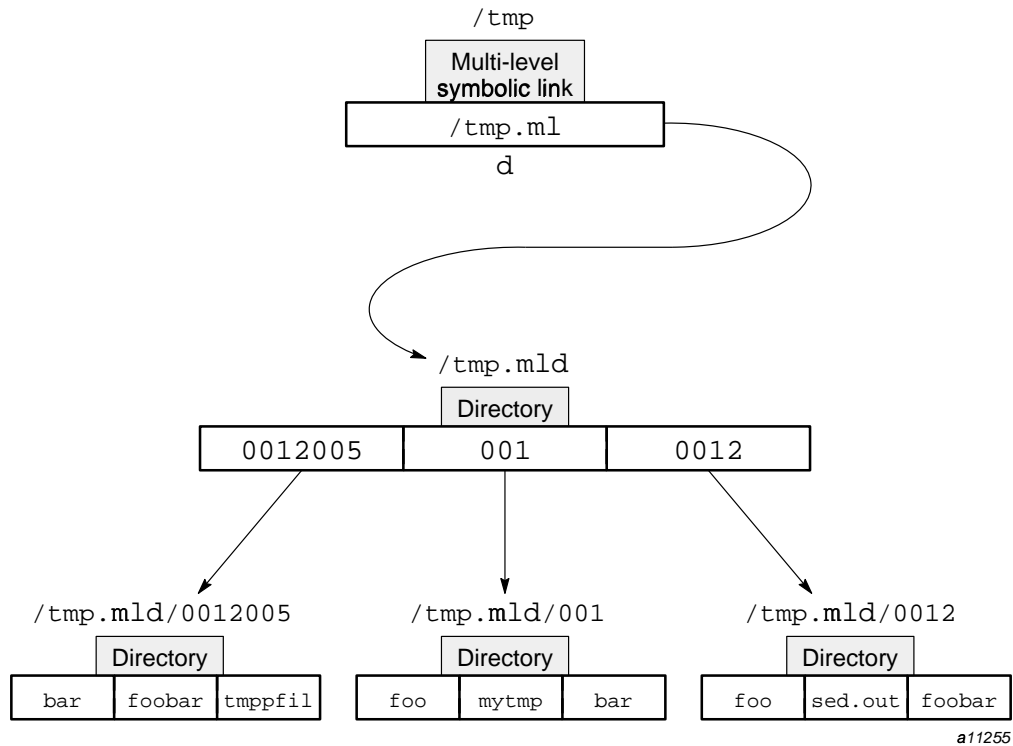 /tmp
Multi-level
symbolic link
/tmp.ml
d
/tmp.mld
Directory
0012005 001 0012
/tmp.mld/0012005 /tmp.mld/001 /tmp.mld/0012
Directory Directory Directory
bar foobar tmppfil foo mytmp bar foo sed.out foobar
a11255